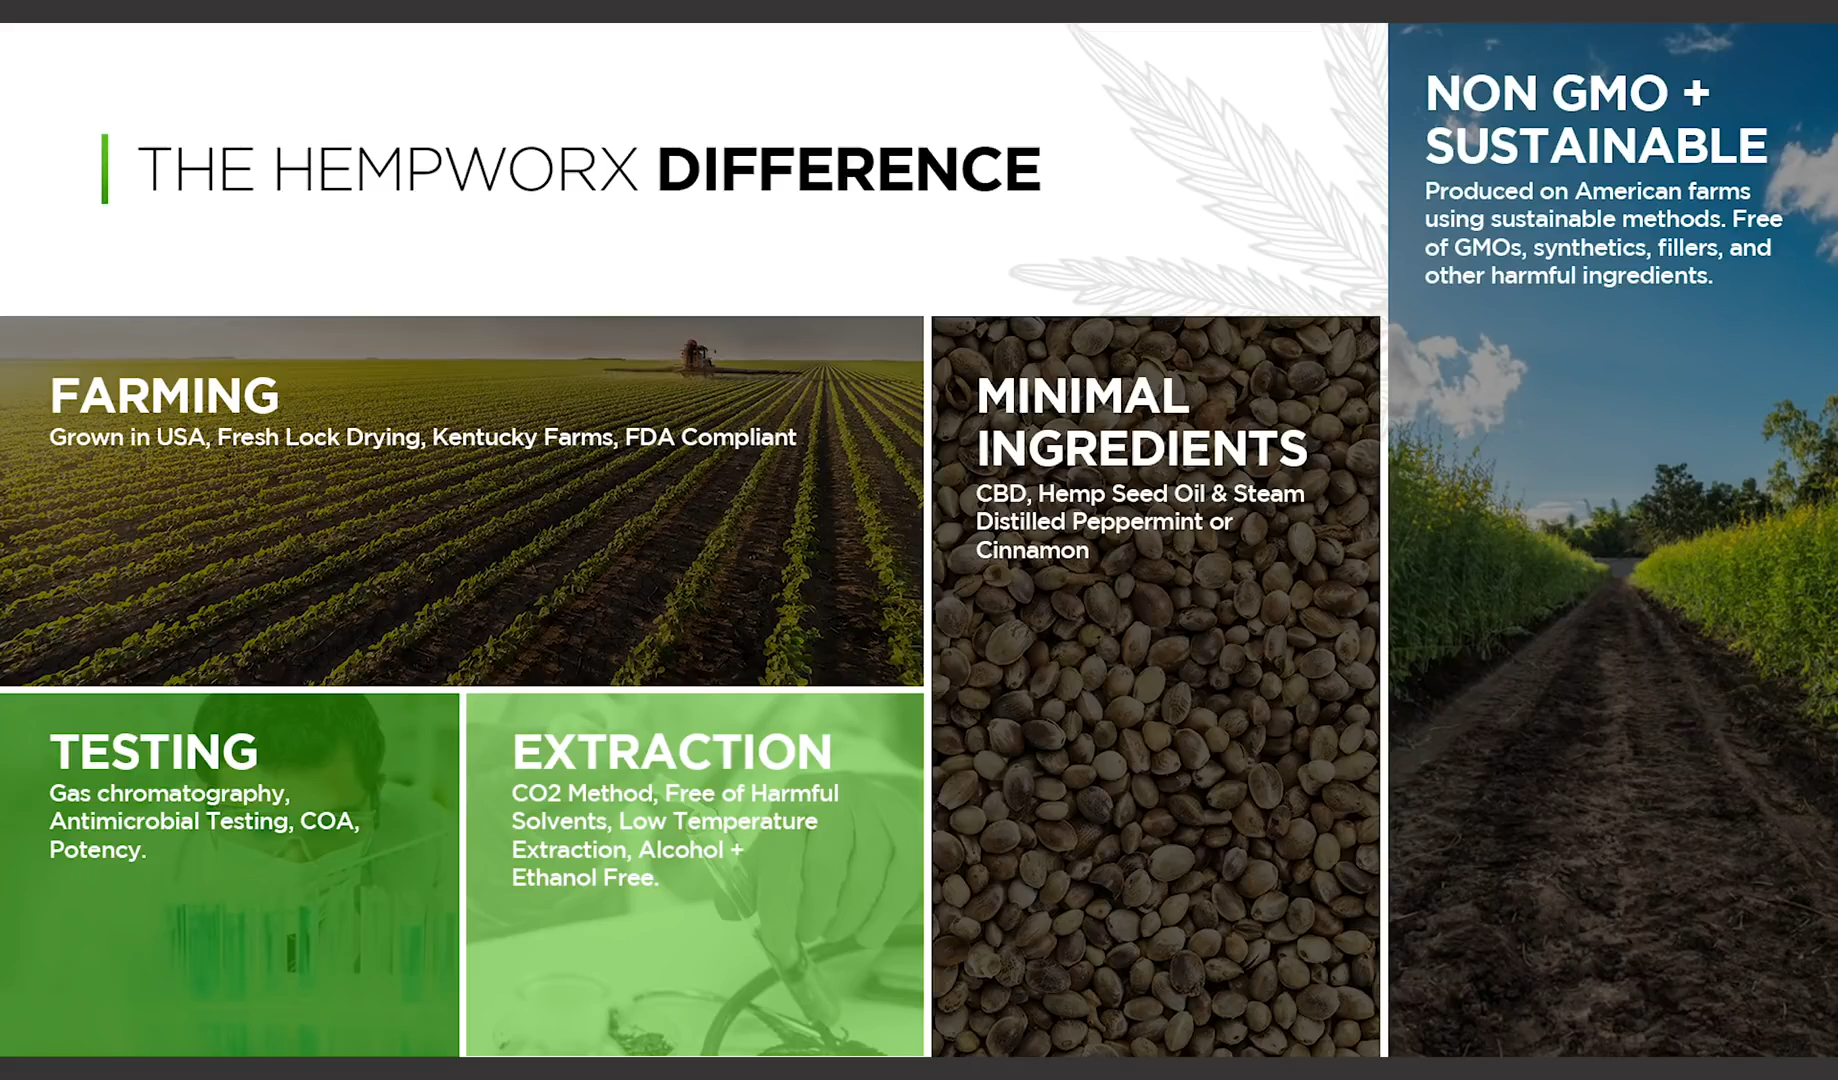 THE HEMPWORX DIFFERENCE
FARMING
Grown in USA, Fresh Lock Drying, Kentucky Farms, FDA Compliant
TESTING
Gas chromatography,
Antimicrobial Testing, COA,
Potency.
EXTRACTION
CO2 Method, Free of Harmful
Solvents, Low Temperature
Extraction, Alcohol +
Ethanol Free.
MINIMAL
INGREDIENTS
CBD, Hemp Seed Oil & Steam
Distilled Peppermint or
Cinnamon
NON GMO +
SUSTAINABLE
Produced on American farms
using sustainable methods. Free
of GMOs, synthetics, fillers, and
other harmful ingredients.